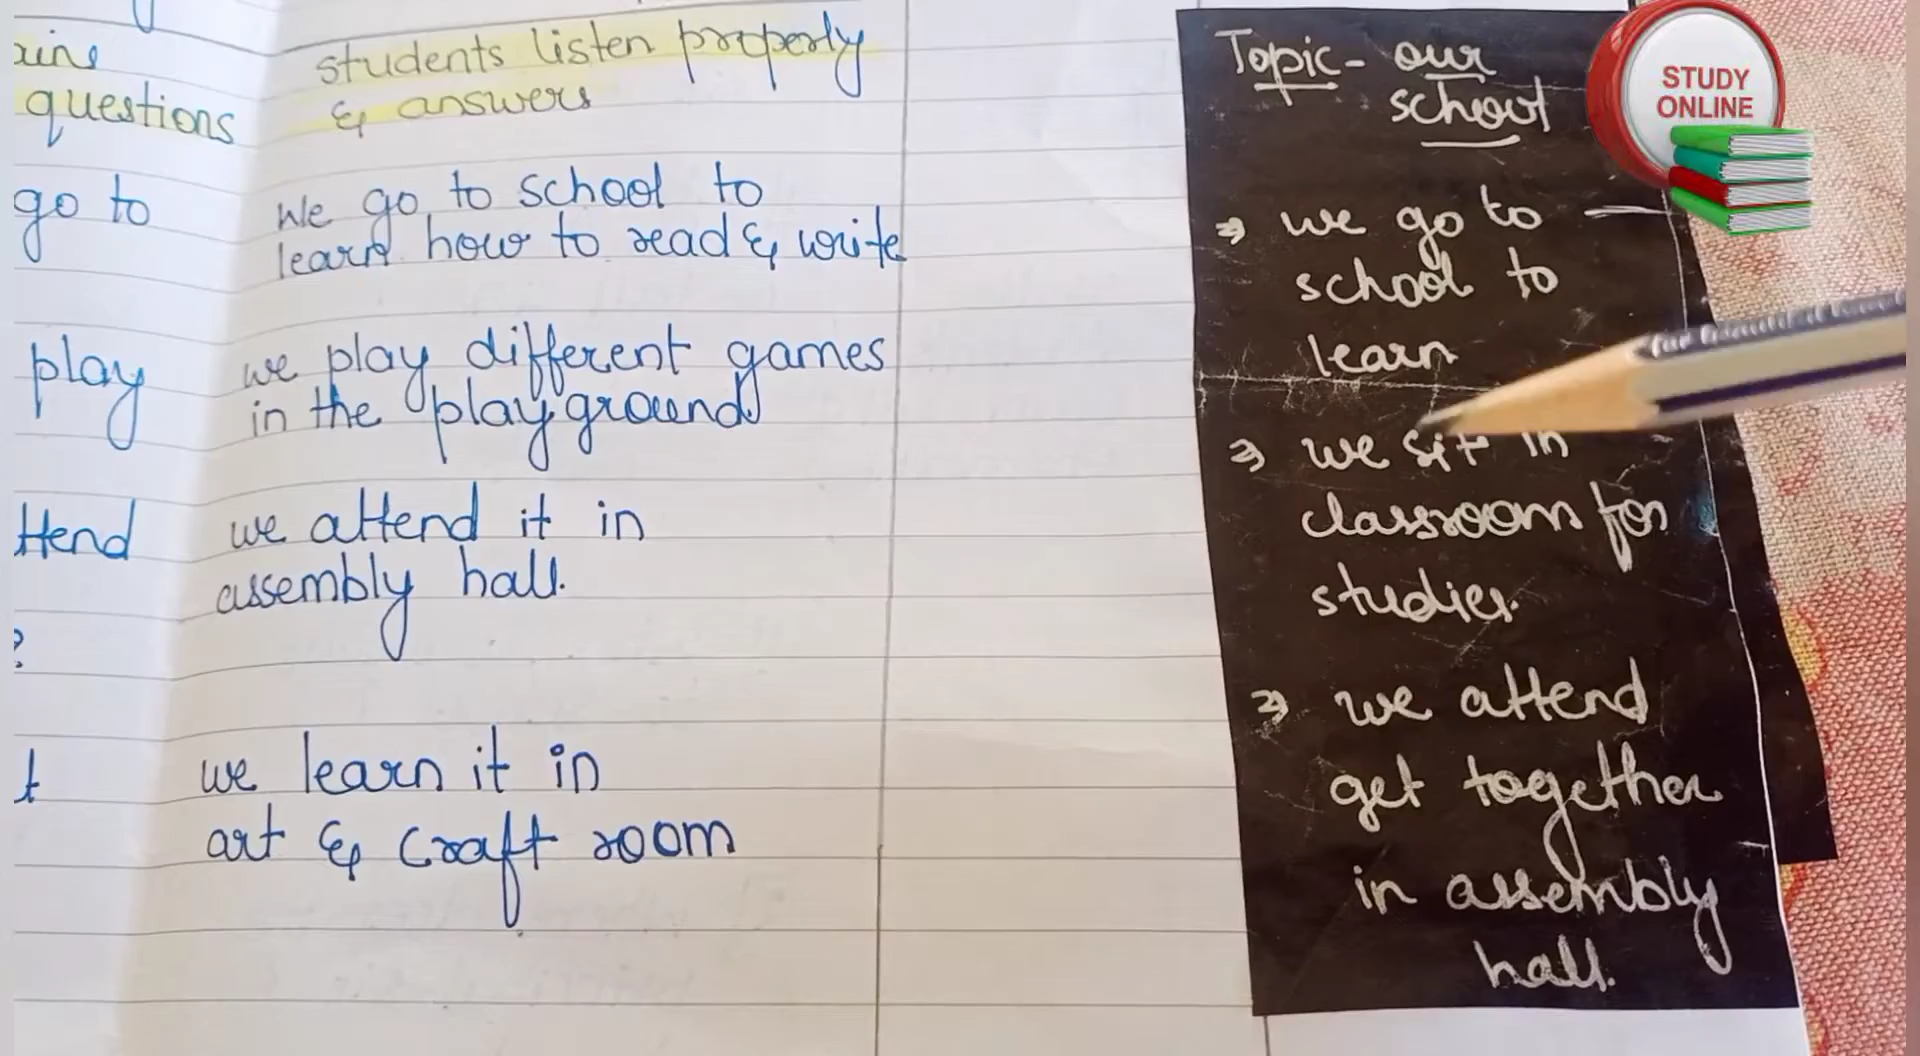 questions
go to
play
students listen properly
& answers
We go to school to
learn how to read & write
we play different games
in the playground
we attend it in
assembly hall.
we learn it in
art & craft room
Topic - our
school
⇒ we go to
school to
learn
⇒ we sit in
classroom for
studies.
⇒ we attend
get together
in assembly
hall.
STUDY
ONLINE